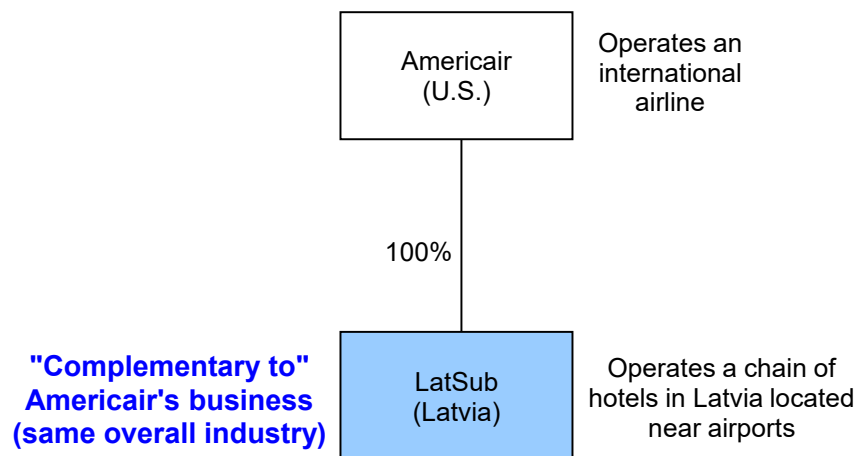 Americair
(U.S.)
Operates an
international
airline
100%
"Complementary to"
Americair's business
(same overall industry)
LatSub
(Latvia)
Operates a chain of
hotels in Latvia located
near airports